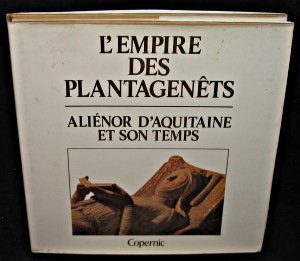 L'EMPIRE
DES
PLANTAGENÊTS
ALIÉNOR D'AQUITAINE
ET SON TEMPS
Copernic